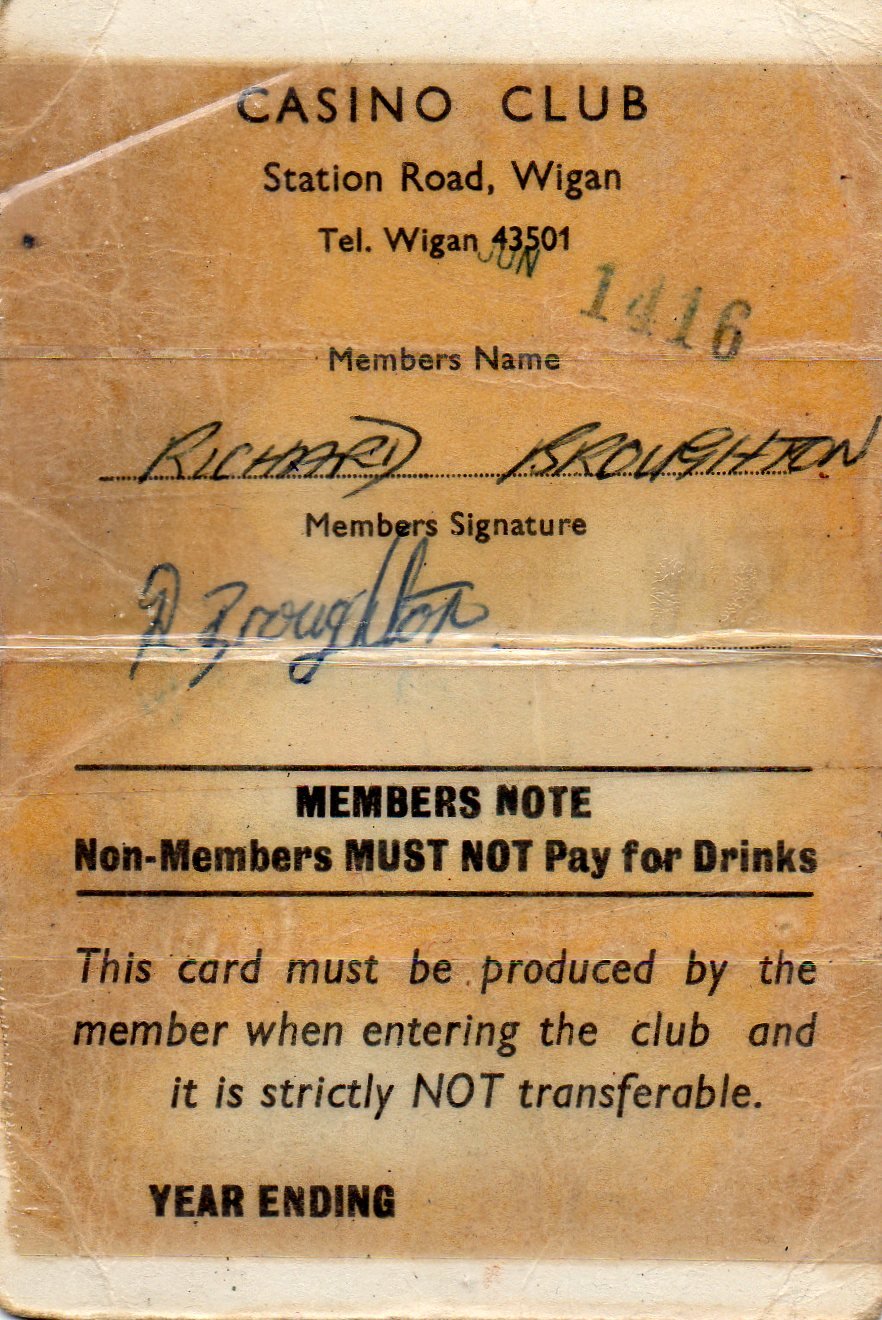 CASINO CLUB
Station Road, Wigan
Tel. Wigan 43501
JUN 1416
Members Name
RICHARD BROUGHTON
Members Signature
R Broughton
MEMBERS NOTE
Non-Members MUST NOT Pay for Drinks
This card must be produced by the
member when entering the club and
it is strictly NOT transferable.
YEAR ENDING